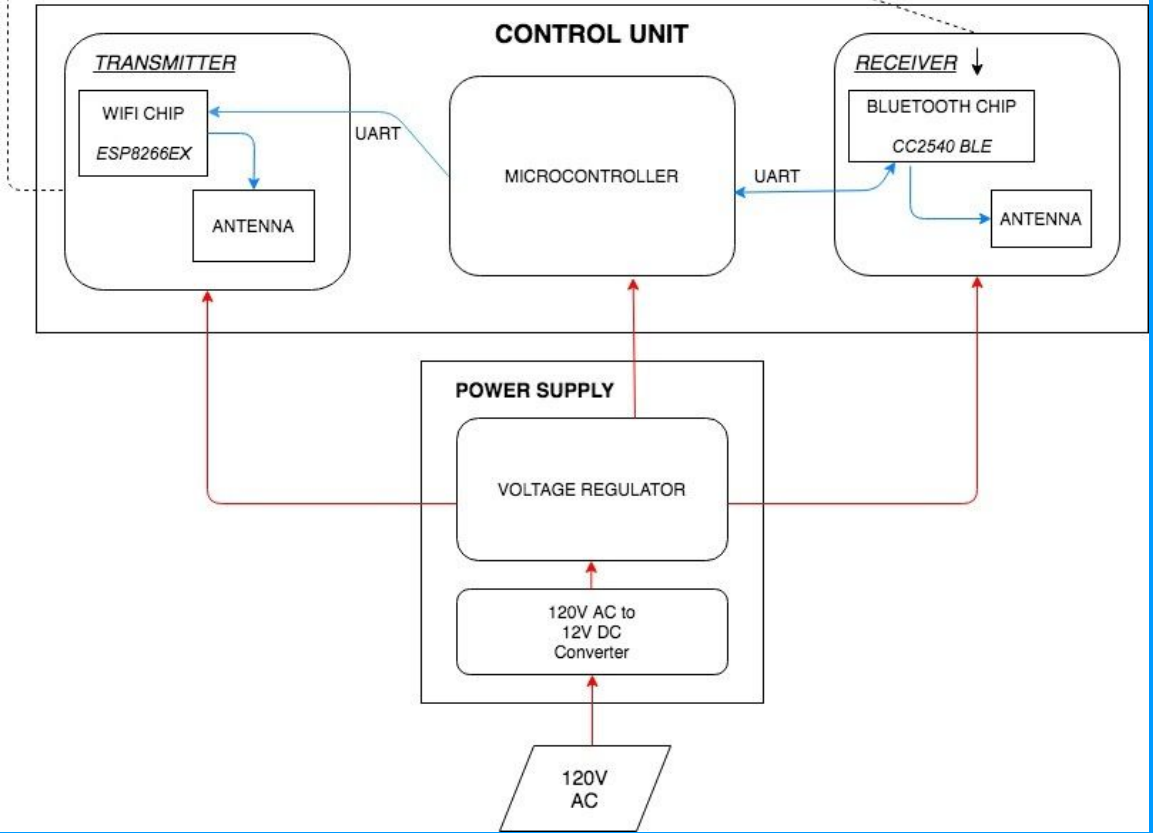 CONTROL UNIT
TRANSMITTER
WIFI CHIP
ESP8266EX
ANTENNA
UART
MICROCONTROLLER
UART
RECEIVER
BLUETOOTH CHIP
CC2540 BLE
ANTENNA
POWER SUPPLY
VOLTAGE REGULATOR
120V AC to
12V DC
Converter
120V
AC